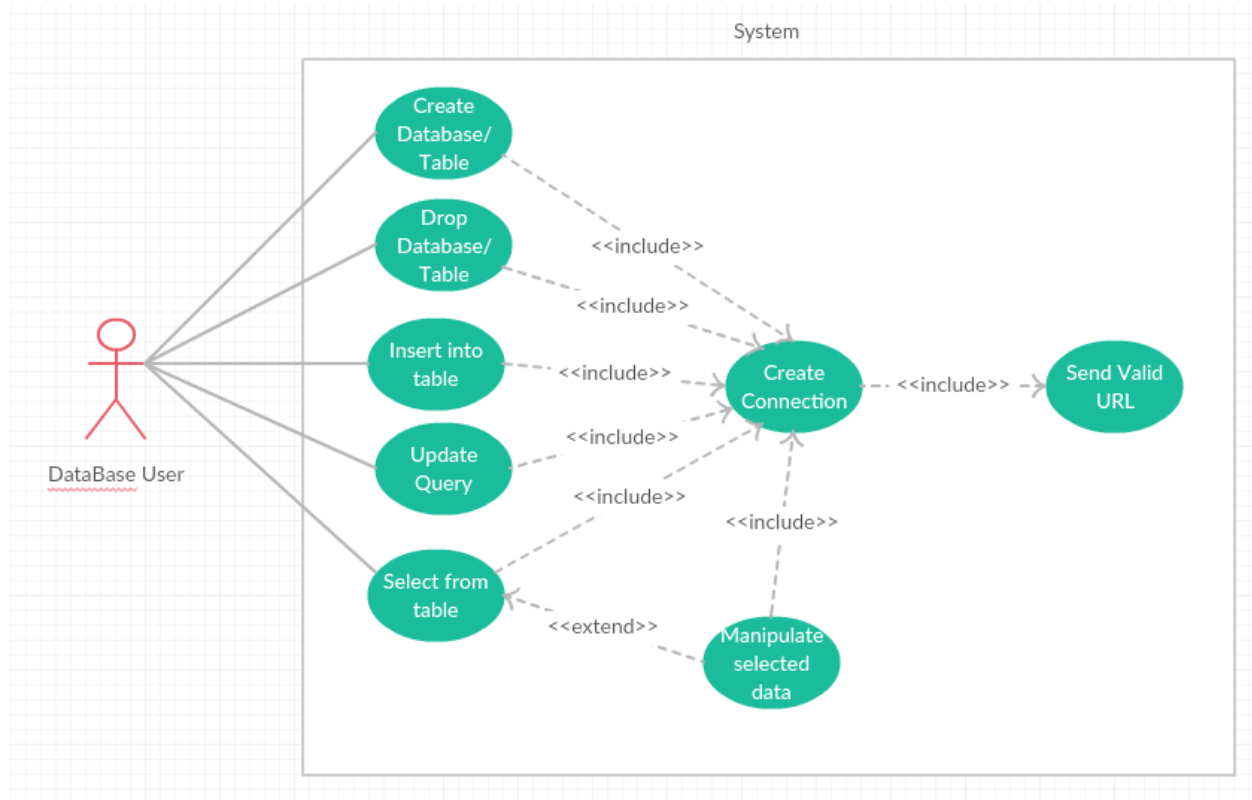 System
Create
Database/
Table
<<include>>
Drop
Database/
Table
<<include>>
Insert into
table
<<include>>
Create
Connection
<<include>>
Send Valid
URL
Update
Query
<<include>>
DataBase User
<<include>>
<<include>>
Select from
table
<<extend>>
Manipulate
selected
data